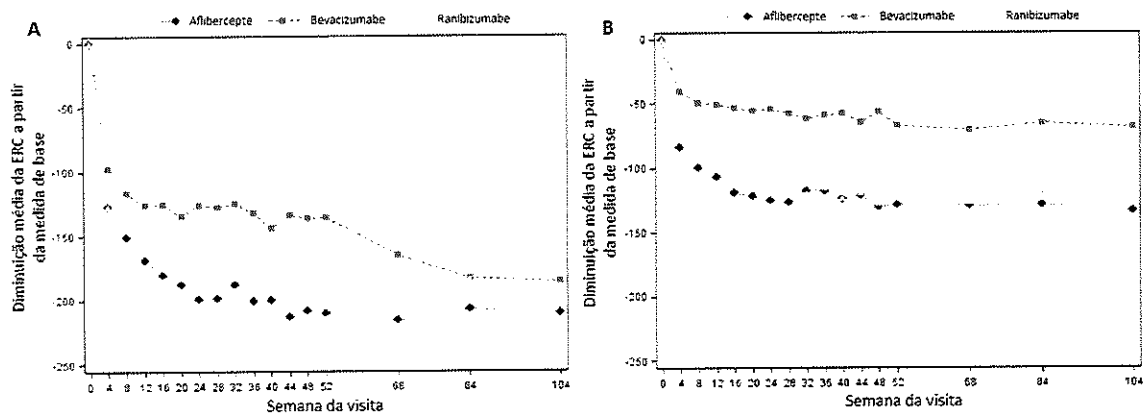 Aflibercepte Bevacizumabe Ranibizumabe
A
0
-50
-100
-150
-200
-250
Diminuição média da ERC a partir
da medida de base
0 4 8 12 16 20 24 28 32 36 40 44 48 52 68 84 104
Semana da visita
Aflibercepte Bevacizumabe Ranibizumabe
B
0
-50
-100
-150
-200
-250
Diminuição média da ERC a partir
da medida de base
0 4 8 12 16 20 24 28 32 36 40 44 48 52 68 84 104
Semana da visita